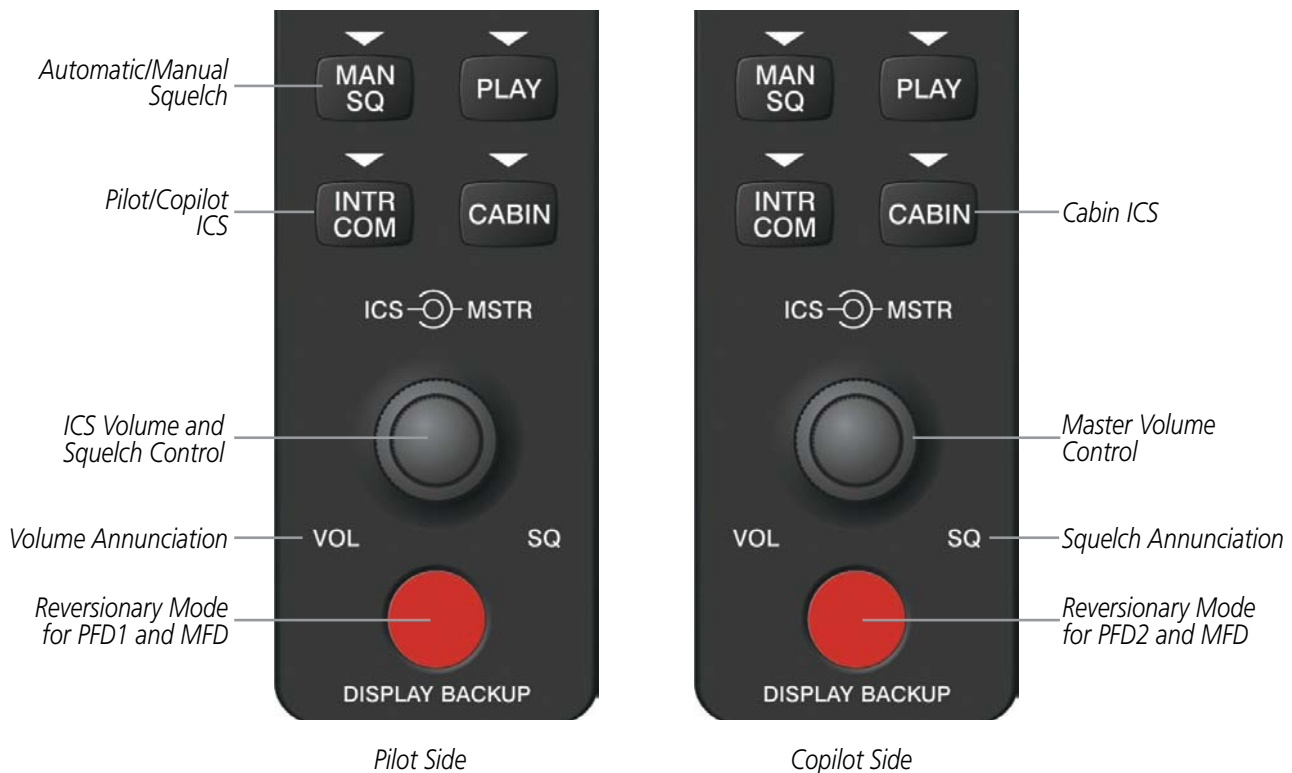 Automatic/Manual
Squelch
MAN
SQ
PLAY
MAN
SQ
PLAY
Pilot/Copilot
ICS
INTR
COM
CABIN
INTR
COM
CABIN
Cabin ICS
ICS MSTR
ICS MSTR
ICS Volume and
Squelch Control
Master Volume
Control
Volume Annunciation
VOL SQ
VOL SQ
Squelch Annunciation
Reversionary Mode
for PFD1 and MFD
Reversionary Mode
for PFD2 and MFD
DISPLAY BACKUP
DISPLAY BACKUP
Pilot Side
Copilot Side